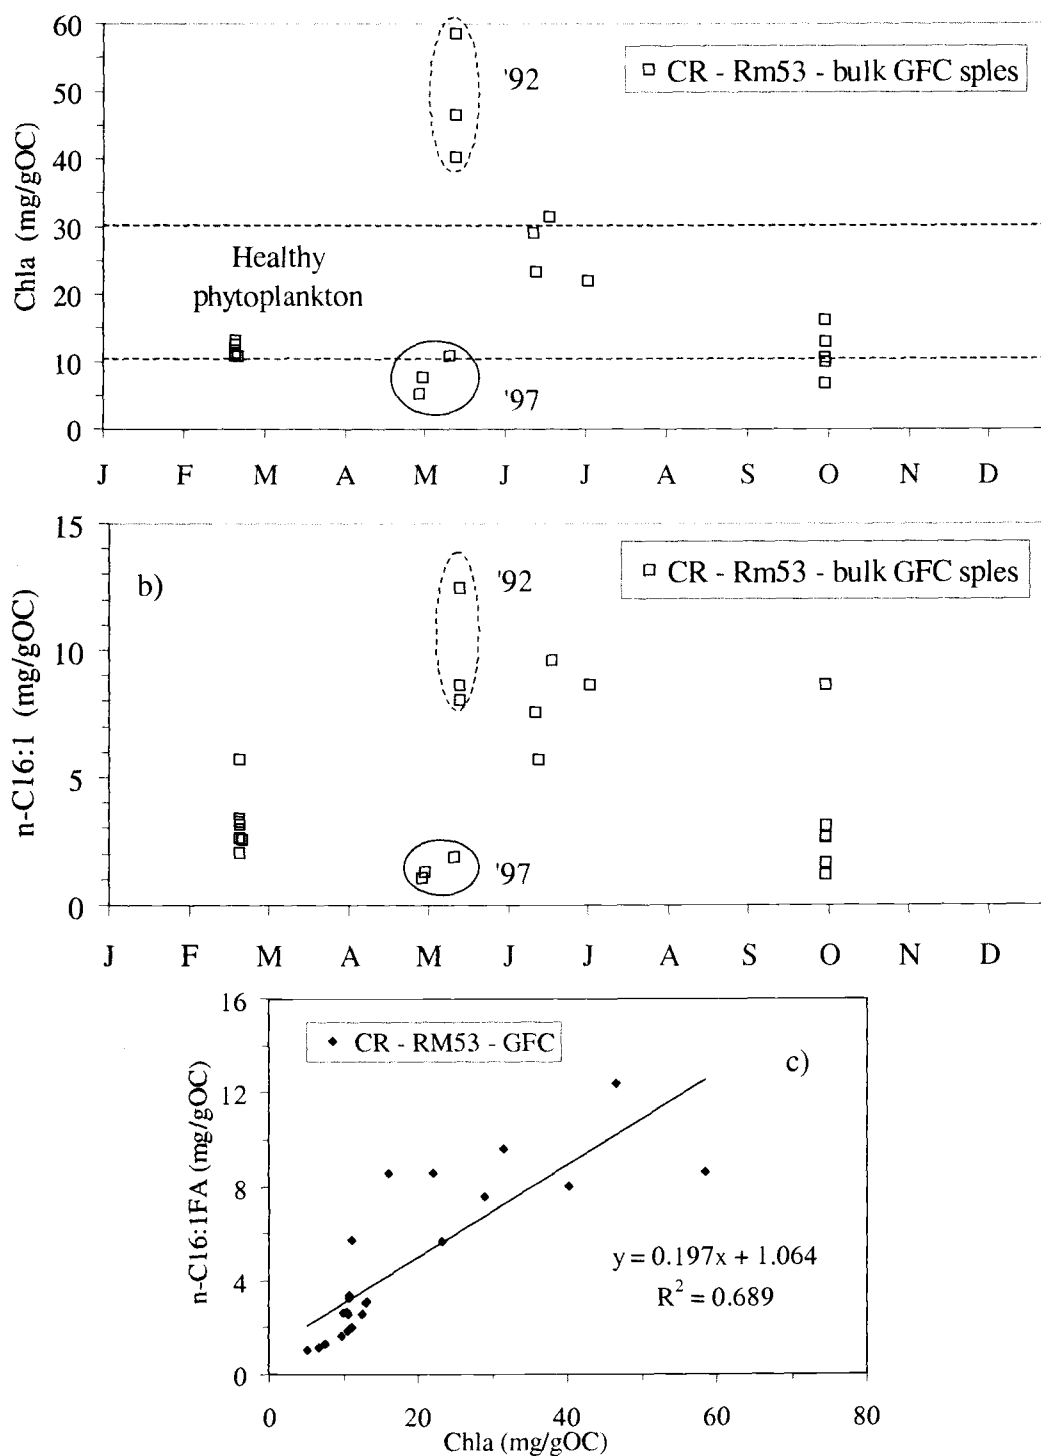 60
50
40
30
20
10
0
Chla (mg/gOC)
CR - Rm53 - bulk GFC sples
'92
Healthy
phytoplankton
'97
J F M A M J J A S O N D
15
10
5
0
n-C16:1 (mg/gOC)
b)
CR - Rm53 - bulk GFC sples
'92
'97
J F M A M J J A S O N D
16
12
8
4
0
n-C16:1FA (mg/gOC)
CR - RM53 - GFC
c)
y = 0.197x + 1.064
R² = 0.689
0 20 40 60 80
Chla (mg/gOC)